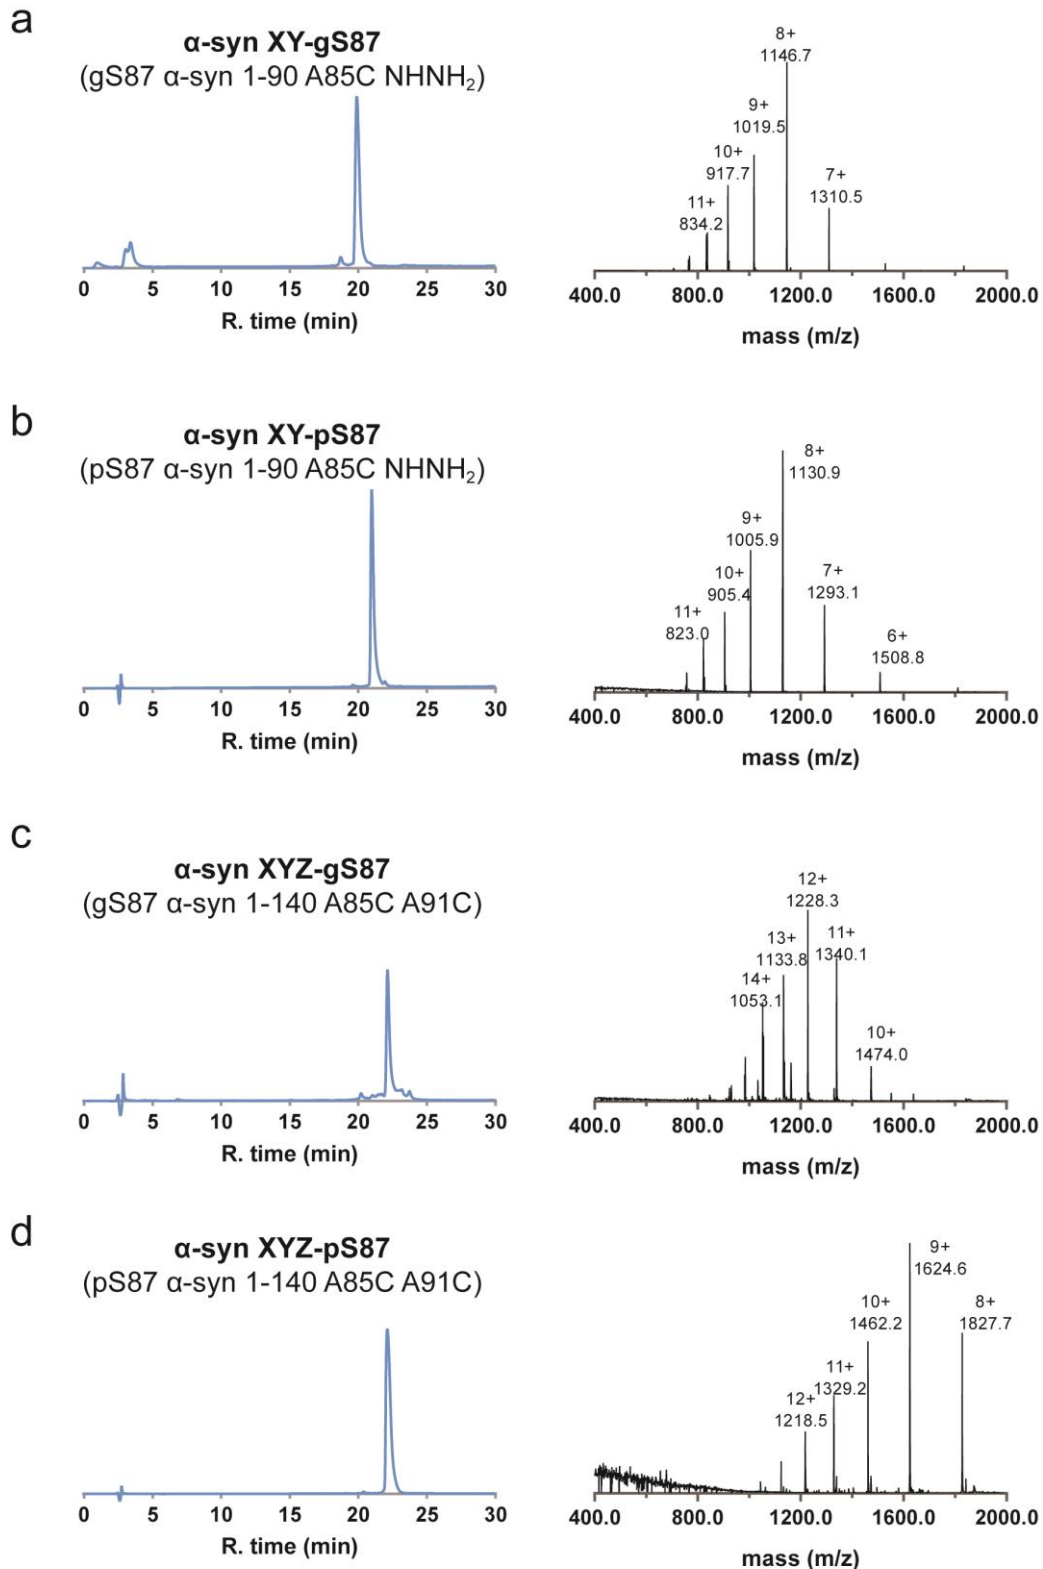 a
α-syn XY-gS87
(gS87 α-syn 1-90 A85C NHNH₂)
0 5 10 15 20 25 30
R. time (min)
8+
1146.7
9+
1019.5
10+
917.7
7+
1310.5
11+
834.2
400.0 800.0 1200.0 1600.0 2000.0
mass (m/z)
b
α-syn XY-pS87
(pS87 α-syn 1-90 A85C NHNH₂)
0 5 10 15 20 25 30
R. time (min)
8+
1130.9
9+
1005.9
10+
905.4
7+
1293.1
11+
823.0
6+
1508.8
400.0 800.0 1200.0 1600.0 2000.0
mass (m/z)
c
α-syn XYZ-gS87
(gS87 α-syn 1-140 A85C A91C)
0 5 10 15 20 25 30
R. time (min)
12+
1228.3
13+
1133.8
11+
1340.1
14+
1053.1
10+
1474.0
400.0 800.0 1200.0 1600.0 2000.0
mass (m/z)
d
α-syn XYZ-pS87
(pS87 α-syn 1-140 A85C A91C)
0 5 10 15 20 25 30
R. time (min)
9+
1624.6
10+
1462.2
8+
1827.7
11+
1329.2
12+
1218.5
400.0 800.0 1200.0 1600.0 2000.0
mass (m/z)